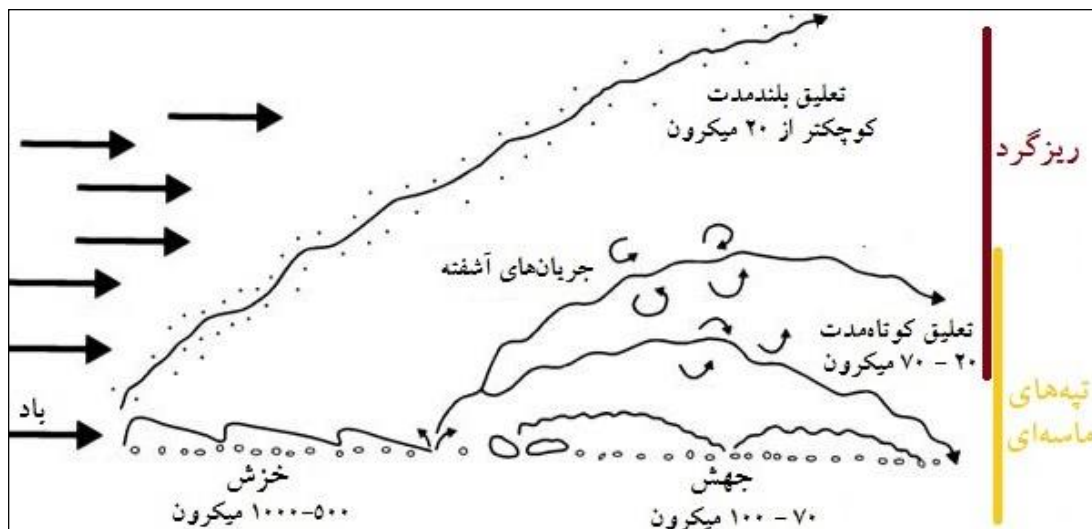 تعلیق بلندمدت
کوچکتر از ۲۰ میکرون
ریزگرد
جریان‌های آشفته
تعلیق کوتاه‌مدت
۲۰ - ۷۰ میکرون
تپه‌های
ماسه‌ای
باد
خزش
۵۰۰-۱۰۰۰ میکرون
جهش
۷۰ - ۱۰۰ میکرون